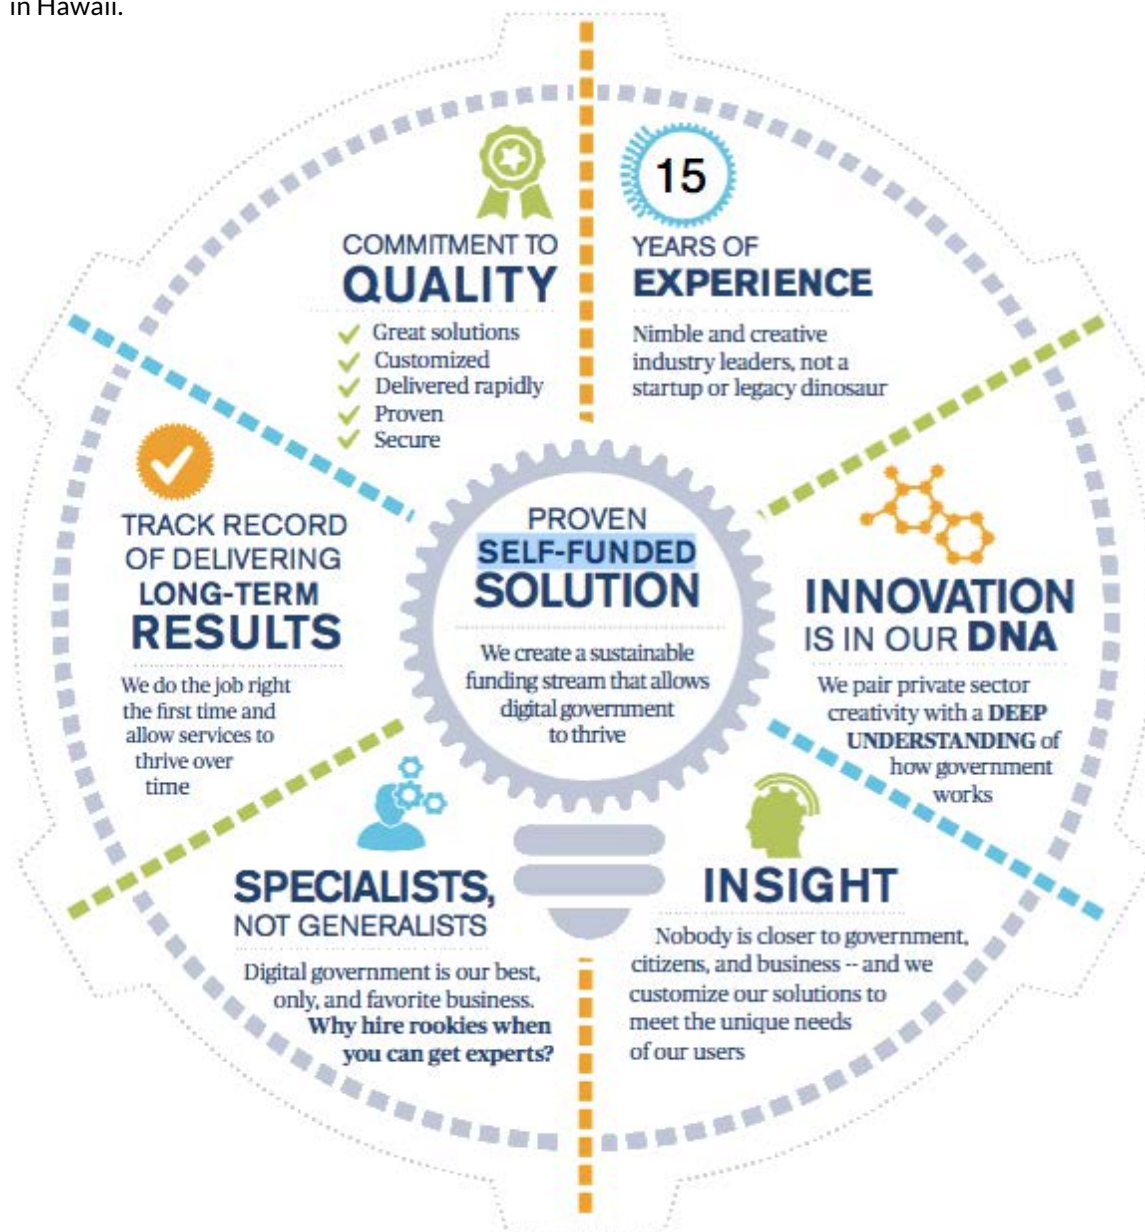 in Hawaii.
COMMITMENT TO
QUALITY
Great solutions
Customized
Delivered rapidly
Proven
Secure
15
YEARS OF
EXPERIENCE
Nimble and creative
industry leaders, not a
startup or legacy dinosaur
TRACK RECORD
OF DELIVERING
LONG-TERM
RESULTS
We do the job right
the first time and
allow services to
thrive over
time
PROVEN
SELF-FUNDED
SOLUTION
We create a sustainable
funding stream that allows
digital government
to thrive
INNOVATION
IS IN OUR DNA
We pair private sector
creativity with a DEEP
UNDERSTANDING of
how government
works
SPECIALISTS,
NOT GENERALISTS
Digital government is our best,
only, and favorite business.
Why hire rookies when
you can get experts?
INSIGHT
Nobody is closer to government,
citizens, and business -- and we
customize our solutions to
meet the unique needs
of our users